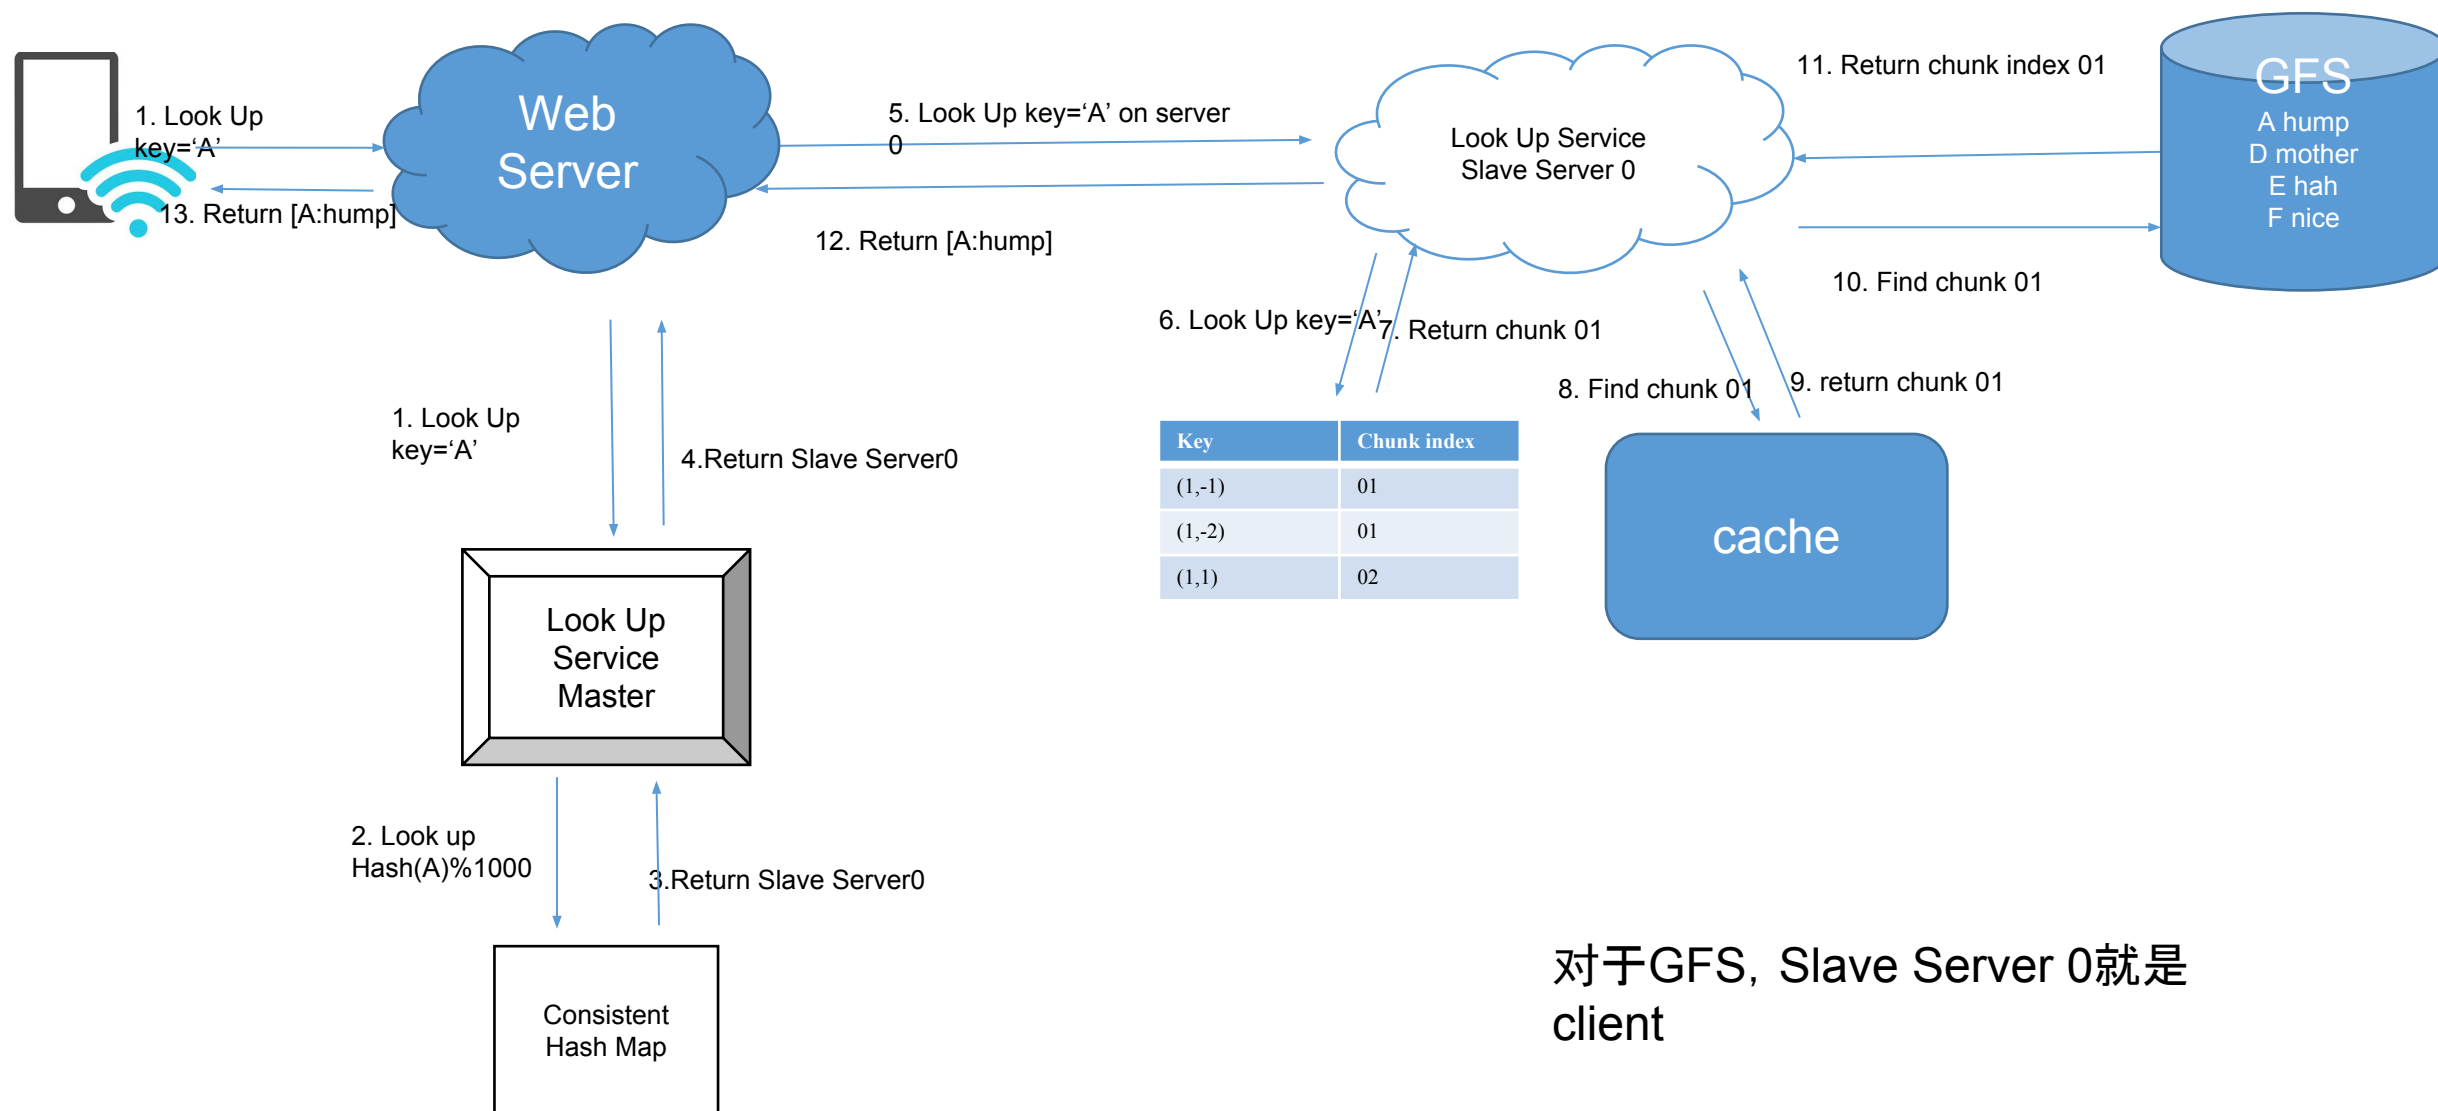 1. Look Up
key=‘A’
13. Return [A:hump]
Web
Server
5. Look Up key=‘A’ on server
0
12. Return [A:hump]
Look Up Service
Slave Server 0
11. Return chunk index 01
10. Find chunk 01
GFS
A hump
D mother
E hah
F nice
6. Look Up key=‘A’
7. Return chunk 01
8. Find chunk 01
9. return chunk 01
1. Look Up
key=‘A’
4.Return Slave Server0
Key Chunk index
(1,-1) 01
(1,-2) 01
(1,1) 02
cache
Look Up
Service
Master
2. Look up
Hash(A)%1000
3.Return Slave Server0
Consistent
Hash Map
对于GFS，Slave Server 0就是
client